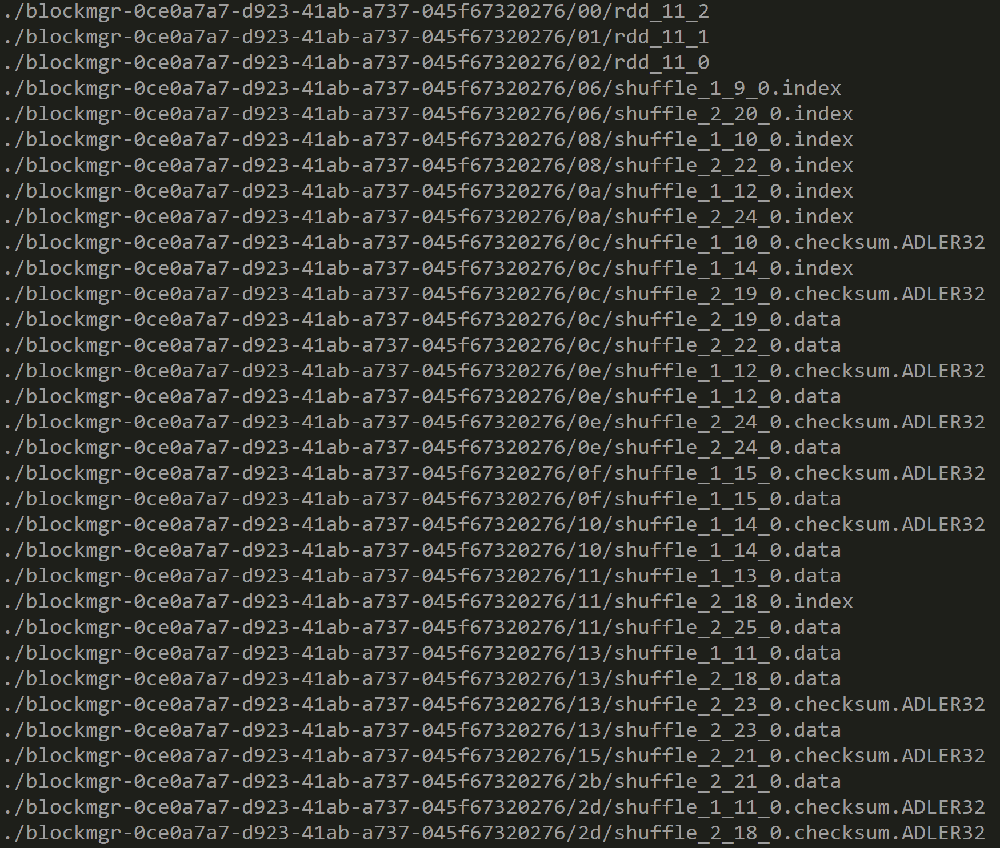 ./blockmgr-0ce0a7a7-d923-41ab-a737-045f67320276/00/rdd_11_2
./blockmgr-0ce0a7a7-d923-41ab-a737-045f67320276/01/rdd_11_1
./blockmgr-0ce0a7a7-d923-41ab-a737-045f67320276/02/rdd_11_0
./blockmgr-0ce0a7a7-d923-41ab-a737-045f67320276/06/shuffle_1_9_0.index
./blockmgr-0ce0a7a7-d923-41ab-a737-045f67320276/06/shuffle_2_20_0.index
./blockmgr-0ce0a7a7-d923-41ab-a737-045f67320276/08/shuffle_1_10_0.index
./blockmgr-0ce0a7a7-d923-41ab-a737-045f67320276/08/shuffle_2_22_0.index
./blockmgr-0ce0a7a7-d923-41ab-a737-045f67320276/0a/shuffle_1_12_0.index
./blockmgr-0ce0a7a7-d923-41ab-a737-045f67320276/0a/shuffle_2_24_0.index
./blockmgr-0ce0a7a7-d923-41ab-a737-045f67320276/0c/shuffle_1_10_0.checksum.ADLER32
./blockmgr-0ce0a7a7-d923-41ab-a737-045f67320276/0c/shuffle_1_14_0.index
./blockmgr-0ce0a7a7-d923-41ab-a737-045f67320276/0c/shuffle_2_19_0.checksum.ADLER32
./blockmgr-0ce0a7a7-d923-41ab-a737-045f67320276/0c/shuffle_2_19_0.data
./blockmgr-0ce0a7a7-d923-41ab-a737-045f67320276/0c/shuffle_2_22_0.data
./blockmgr-0ce0a7a7-d923-41ab-a737-045f67320276/0e/shuffle_1_12_0.checksum.ADLER32
./blockmgr-0ce0a7a7-d923-41ab-a737-045f67320276/0e/shuffle_1_12_0.data
./blockmgr-0ce0a7a7-d923-41ab-a737-045f67320276/0e/shuffle_2_24_0.checksum.ADLER32
./blockmgr-0ce0a7a7-d923-41ab-a737-045f67320276/0e/shuffle_2_24_0.data
./blockmgr-0ce0a7a7-d923-41ab-a737-045f67320276/0f/shuffle_1_15_0.checksum.ADLER32
./blockmgr-0ce0a7a7-d923-41ab-a737-045f67320276/0f/shuffle_1_15_0.data
./blockmgr-0ce0a7a7-d923-41ab-a737-045f67320276/10/shuffle_1_14_0.checksum.ADLER32
./blockmgr-0ce0a7a7-d923-41ab-a737-045f67320276/10/shuffle_1_14_0.data
./blockmgr-0ce0a7a7-d923-41ab-a737-045f67320276/11/shuffle_1_13_0.data
./blockmgr-0ce0a7a7-d923-41ab-a737-045f67320276/11/shuffle_2_18_0.index
./blockmgr-0ce0a7a7-d923-41ab-a737-045f67320276/11/shuffle_2_25_0.data
./blockmgr-0ce0a7a7-d923-41ab-a737-045f67320276/13/shuffle_1_11_0.data
./blockmgr-0ce0a7a7-d923-41ab-a737-045f67320276/13/shuffle_2_18_0.data
./blockmgr-0ce0a7a7-d923-41ab-a737-045f67320276/13/shuffle_2_23_0.checksum.ADLER32
./blockmgr-0ce0a7a7-d923-41ab-a737-045f67320276/13/shuffle_2_23_0.data
./blockmgr-0ce0a7a7-d923-41ab-a737-045f67320276/15/shuffle_2_21_0.checksum.ADLER32
./blockmgr-0ce0a7a7-d923-41ab-a737-045f67320276/2b/shuffle_2_21_0.data
./blockmgr-0ce0a7a7-d923-41ab-a737-045f67320276/2d/shuffle_1_11_0.checksum.ADLER32
./blockmgr-0ce0a7a7-d923-41ab-a737-045f67320276/2d/shuffle_2_18_0.checksum.ADLER32